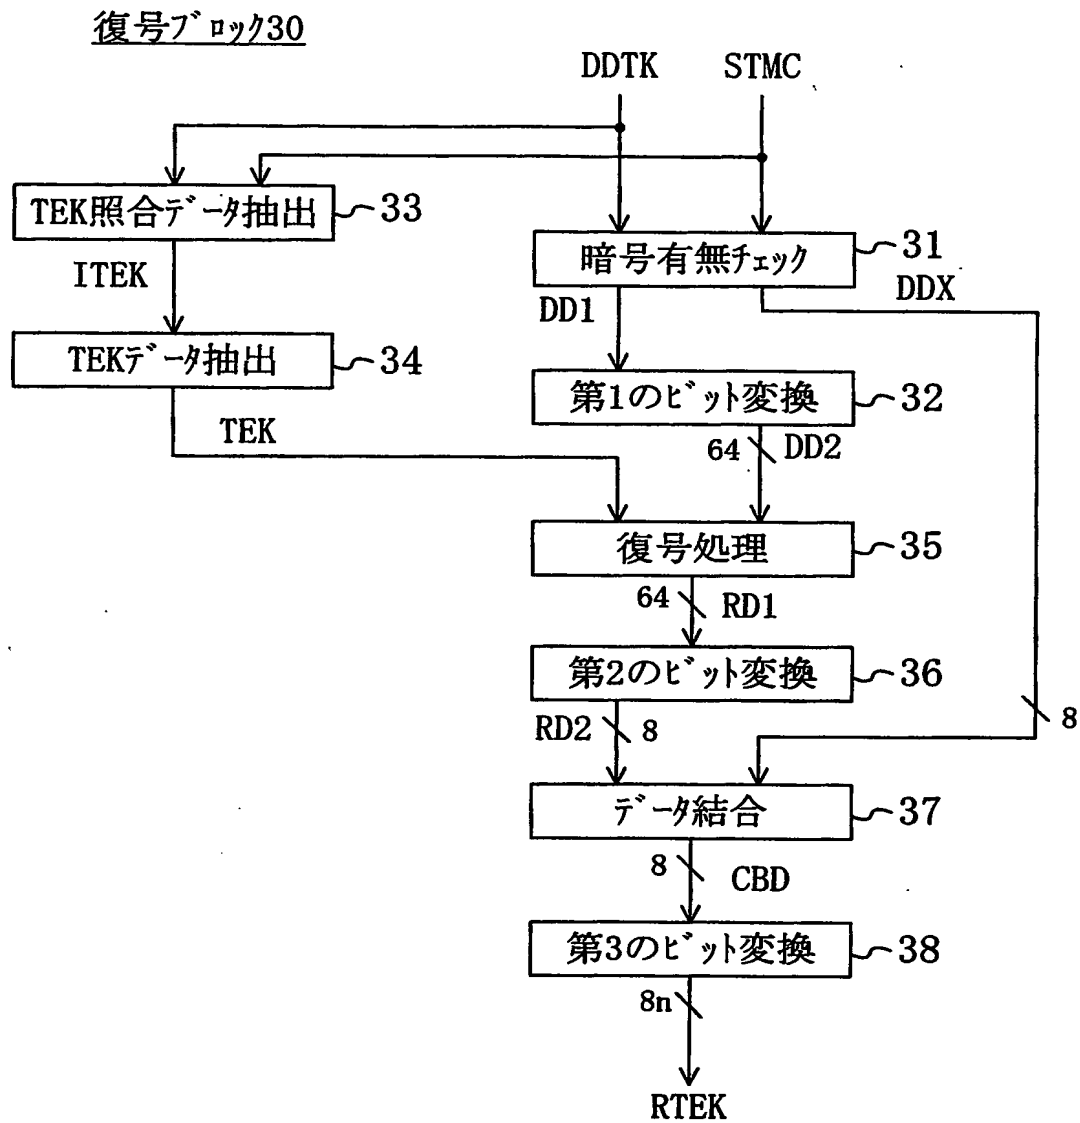 復号ブロック30
DDTK
STMC
TEK照合データ抽出
33
暗号有無チェック
31
ITEK
DD1
DDX
TEKデータ抽出
34
第1のビット変換
32
TEK
64
DD2
復号処理
35
64
RD1
第2のビット変換
36
RD2
8
8
データ結合
37
8
CBD
第3のビット変換
38
8n
RTEK